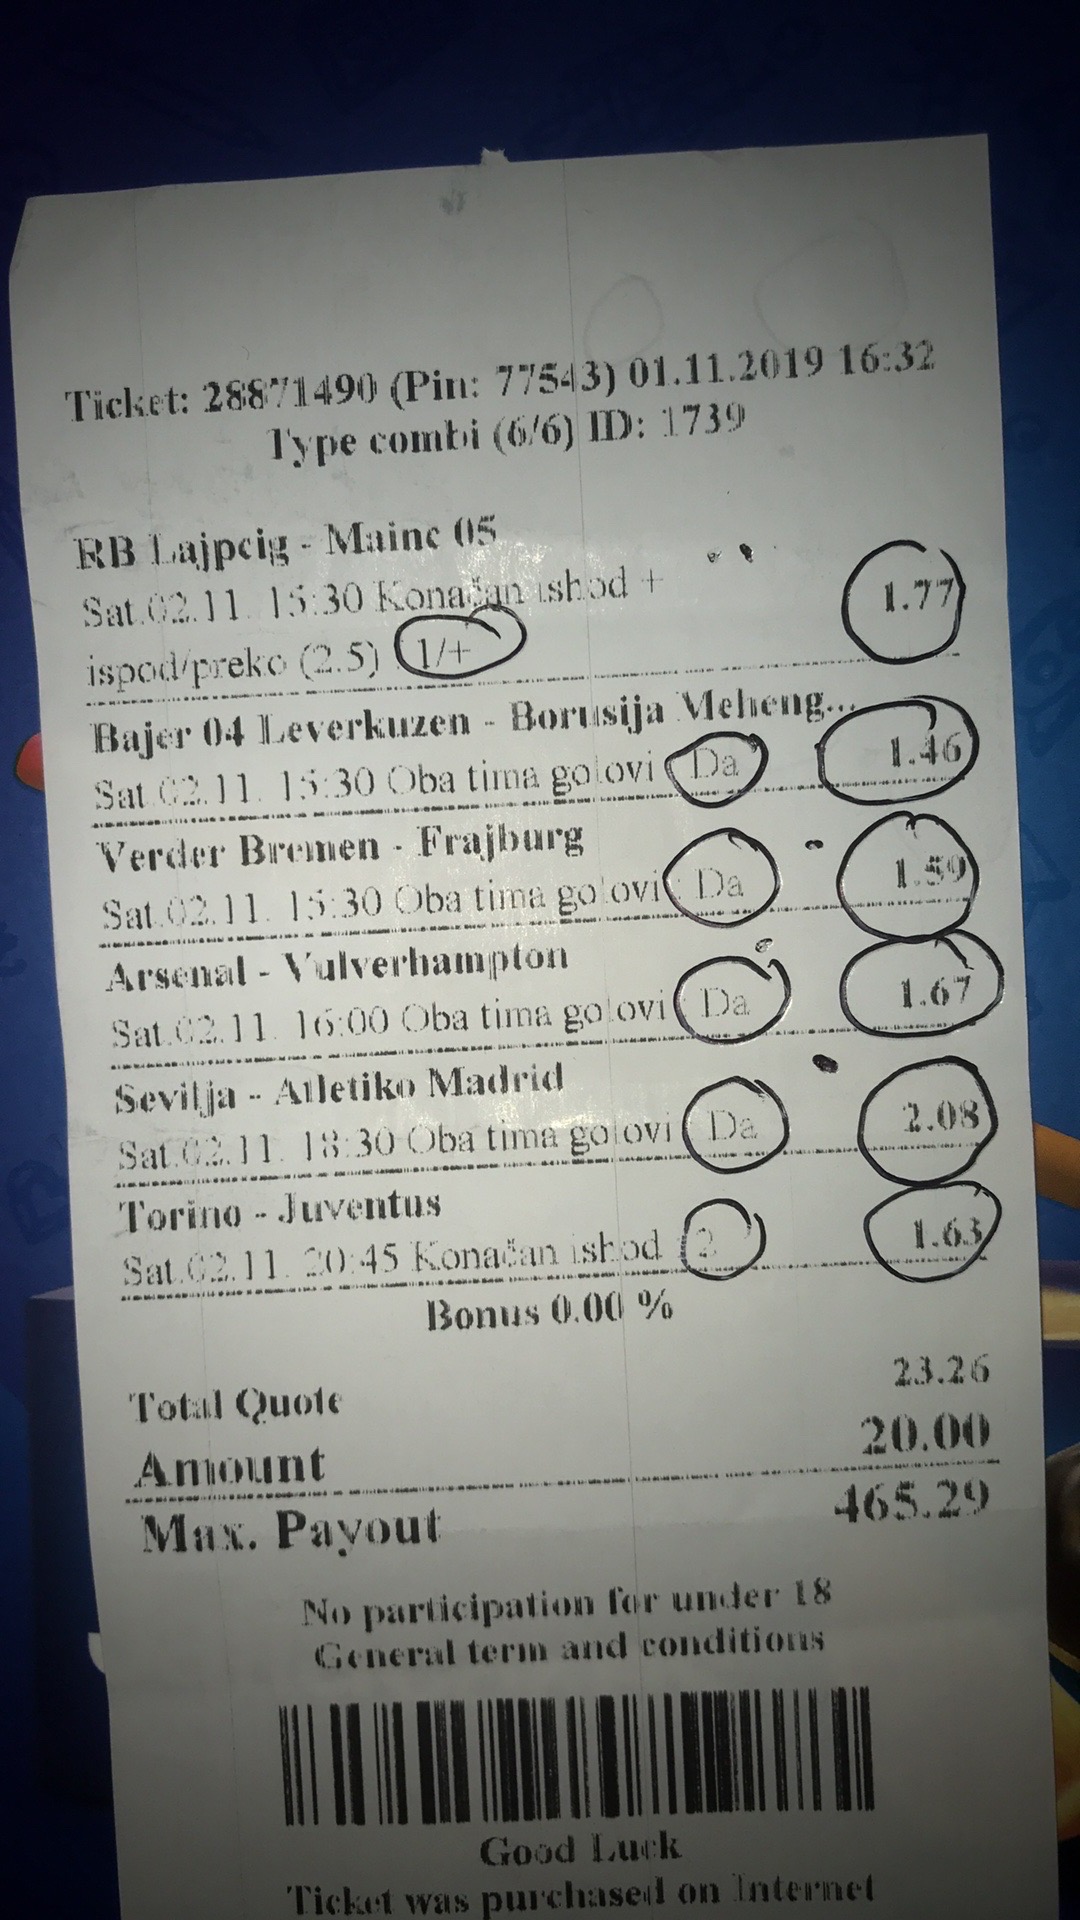 Ticket: 28871490 (Pin: 77543) 01.11.2019 16:32
Type combi (6/6) ID: 1739
RB Lajpcig - Mainc 05
Sat.02.11. 15:30 Konačan ishod + 1.77
ispod/preko (2.5) 1/+
Bajer 04 Leverkuzen - Borusija Meheng...
Sat.02.11. 15:30 Oba tima golovi Da 1.46
Verder Bremen - Frajburg
Sat.02.11. 15:30 Oba tima golovi Da 1.59
Arsenal - Vulverhampton
Sat.02.11. 16:00 Oba tima golovi Da 1.67
Sevilja - Atletiko Madrid
Sat.02.11. 18:30 Oba tima golovi Da 2.08
Torino - Juventus
Sat.02.11. 20:45 Konačan ishod 2 1.63
Bonus 0.00 %
Total Quote 23.26
Amount 20.00
Max. Payout 465.29
No participation for under 18
General term and conditions
Good Luck
Ticket was purchased on Internet